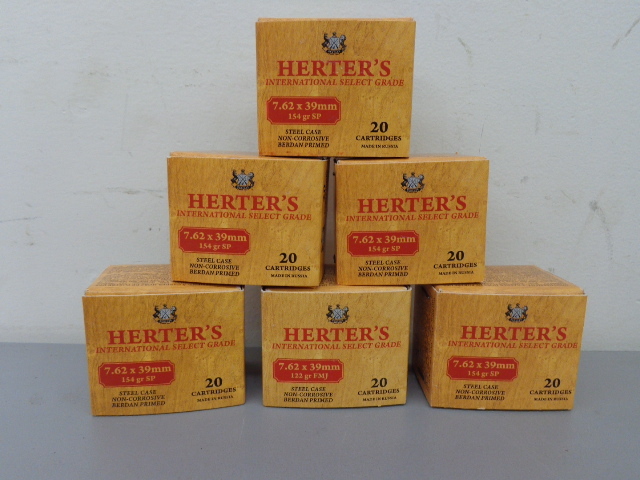 HERTER'S
INTERNATIONAL SELECT GRADE
7.62 x 39mm
154 gr SP
STEEL CASE
NON-CORROSIVE
BERDAN PRIMED
20
CARTRIDGES
MADE IN RUSSIA
HERTER'S
INTERNATIONAL SELECT GRADE
7.62 x 39mm
154 gr SP
STEEL CASE
NON-CORROSIVE
BERDAN PRIMED
20
CARTRIDGES
MADE IN RUSSIA
HERTER'S
INTERNATIONAL SELECT GRADE
7.62 x 39mm
154 gr SP
STEEL CASE
NON-CORROSIVE
BERDAN PRIMED
20
CARTRIDGES
MADE IN RUSSIA
HERTER'S
INTERNATIONAL SELECT GRADE
7.62 x 39mm
154 gr SP
STEEL CASE
NON-CORROSIVE
BERDAN PRIMED
20
CARTRIDGES
MADE IN RUSSIA
HERTER'S
INTERNATIONAL SELECT GRADE
7.62 x 39mm
122 gr FMJ
STEEL CASE
NON-CORROSIVE
BERDAN PRIMED
20
CARTRIDGES
MADE IN RUSSIA
HERTER'S
INTERNATIONAL SELECT GRADE
7.62 x 39mm
154 gr SP
STEEL CASE
NON-CORROSIVE
BERDAN PRIMED
20
CARTRIDGES
MADE IN RUSSIA